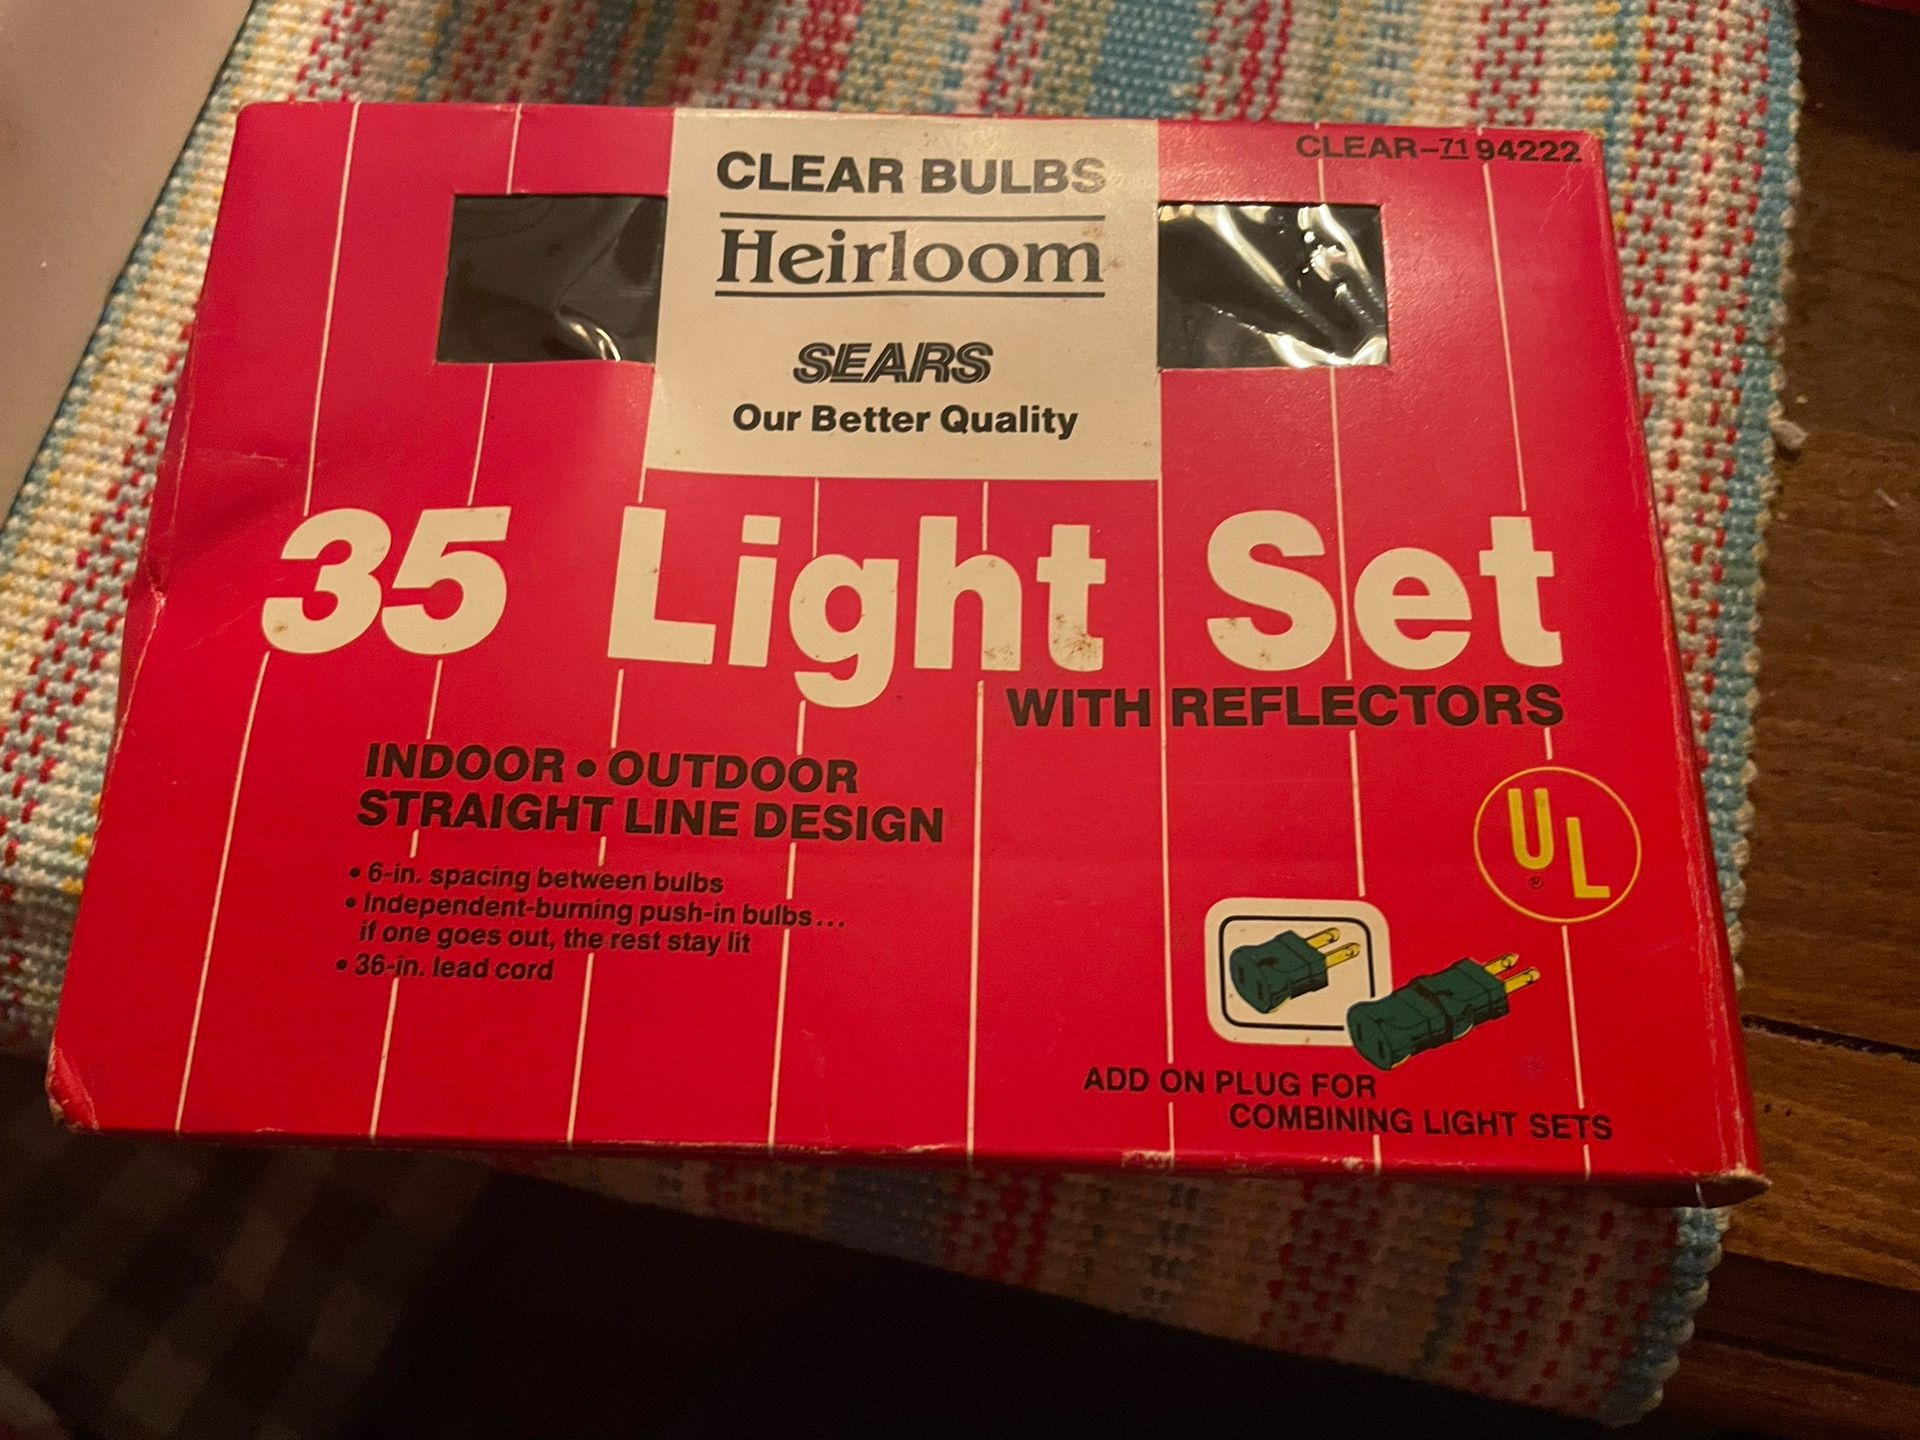 CLEAR-71 94222
CLEAR BULBS
Heirloom
SEARS
Our Better Quality
35 Light Set
WITH REFLECTORS
INDOOR • OUTDOOR
STRAIGHT LINE DESIGN
• 6-in. spacing between bulbs
• Independent-burning push-in bulbs...
if one goes out, the rest stay lit
• 36-in. lead cord
UL
®
ADD ON PLUG FOR
COMBINING LIGHT SETS